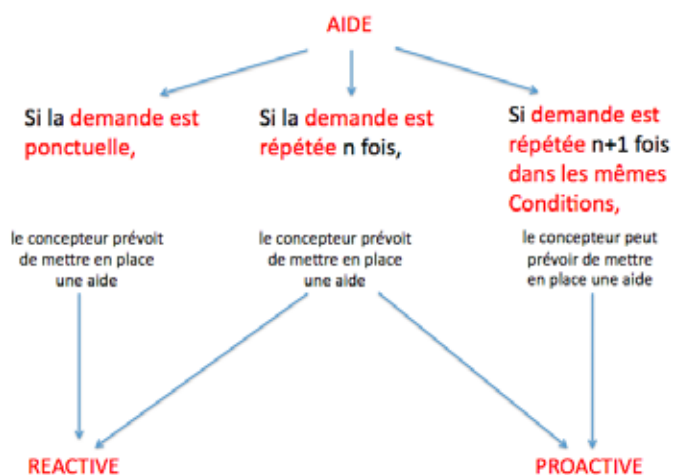 AIDE
Si la demande est
ponctuelle,
Si la demande est
répétée n fois,
Si demande est
répétée n+1 fois
dans les mêmes
Conditions,
le concepteur prévoit
de mettre en place
une aide
le concepteur prévoit
de mettre en place
une aide
le concepteur peut
prévoir de mettre
en place une aide
REACTIVE
PROACTIVE